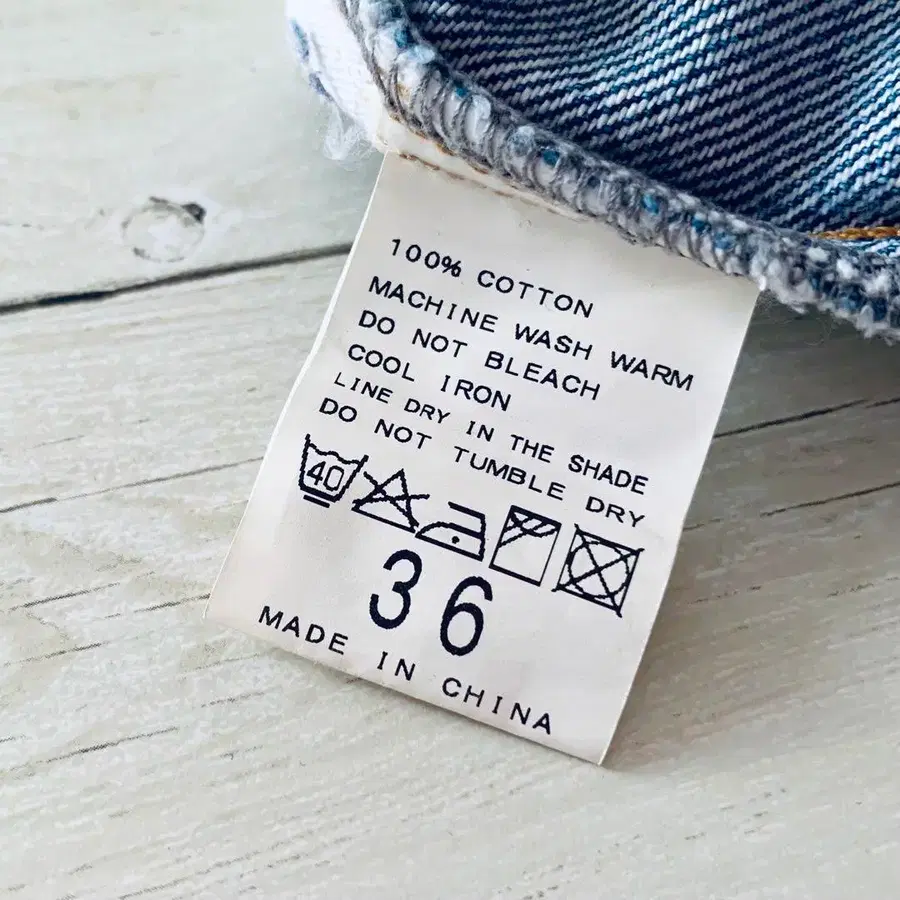 100% COTTON
MACHINE WASH WARM
DO NOT BLEACH
COOL IRON
LINE DRY IN THE SHADE
DO NOT TUMBLE DRY
40
36
MADE IN CHINA